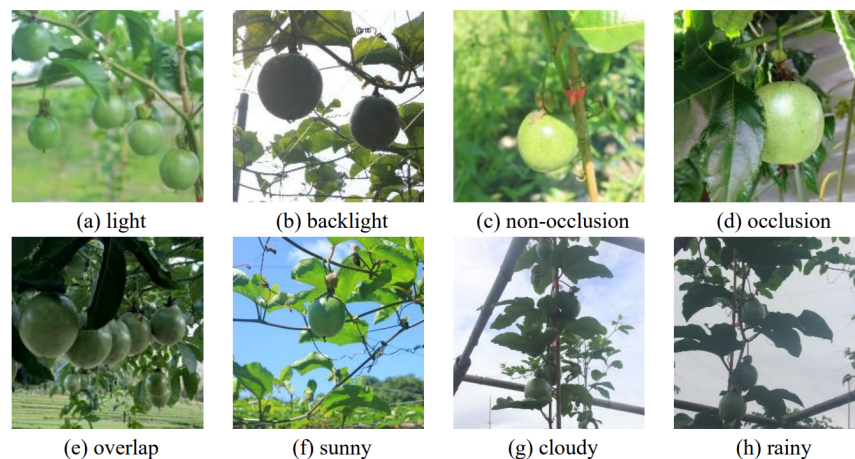 (a) light
(b) backlight
(c) non-occlusion
(d) occlusion
(e) overlap
(f) sunny
(g) cloudy
(h) rainy